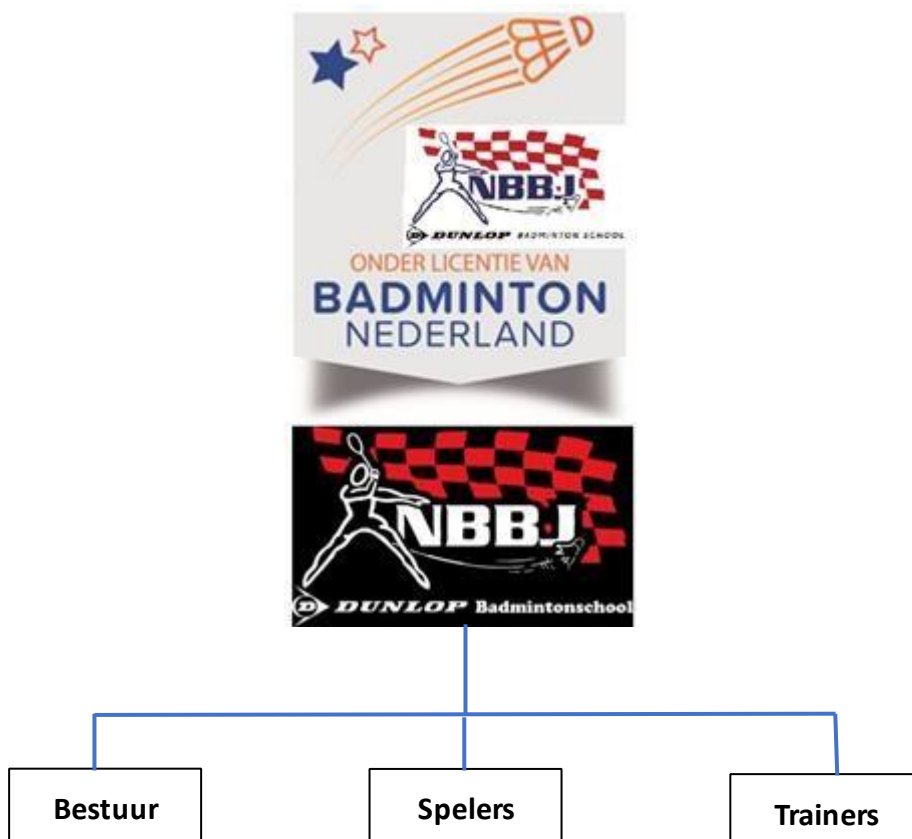 NBBJ
D DUNLOP BADMINTON SCHOOL
ONDER LICENTIE VAN
BADMINTON
NEDERLAND
NBBJ
D DUNLOP Badmintonschool
Bestuur
Spelers
Trainers